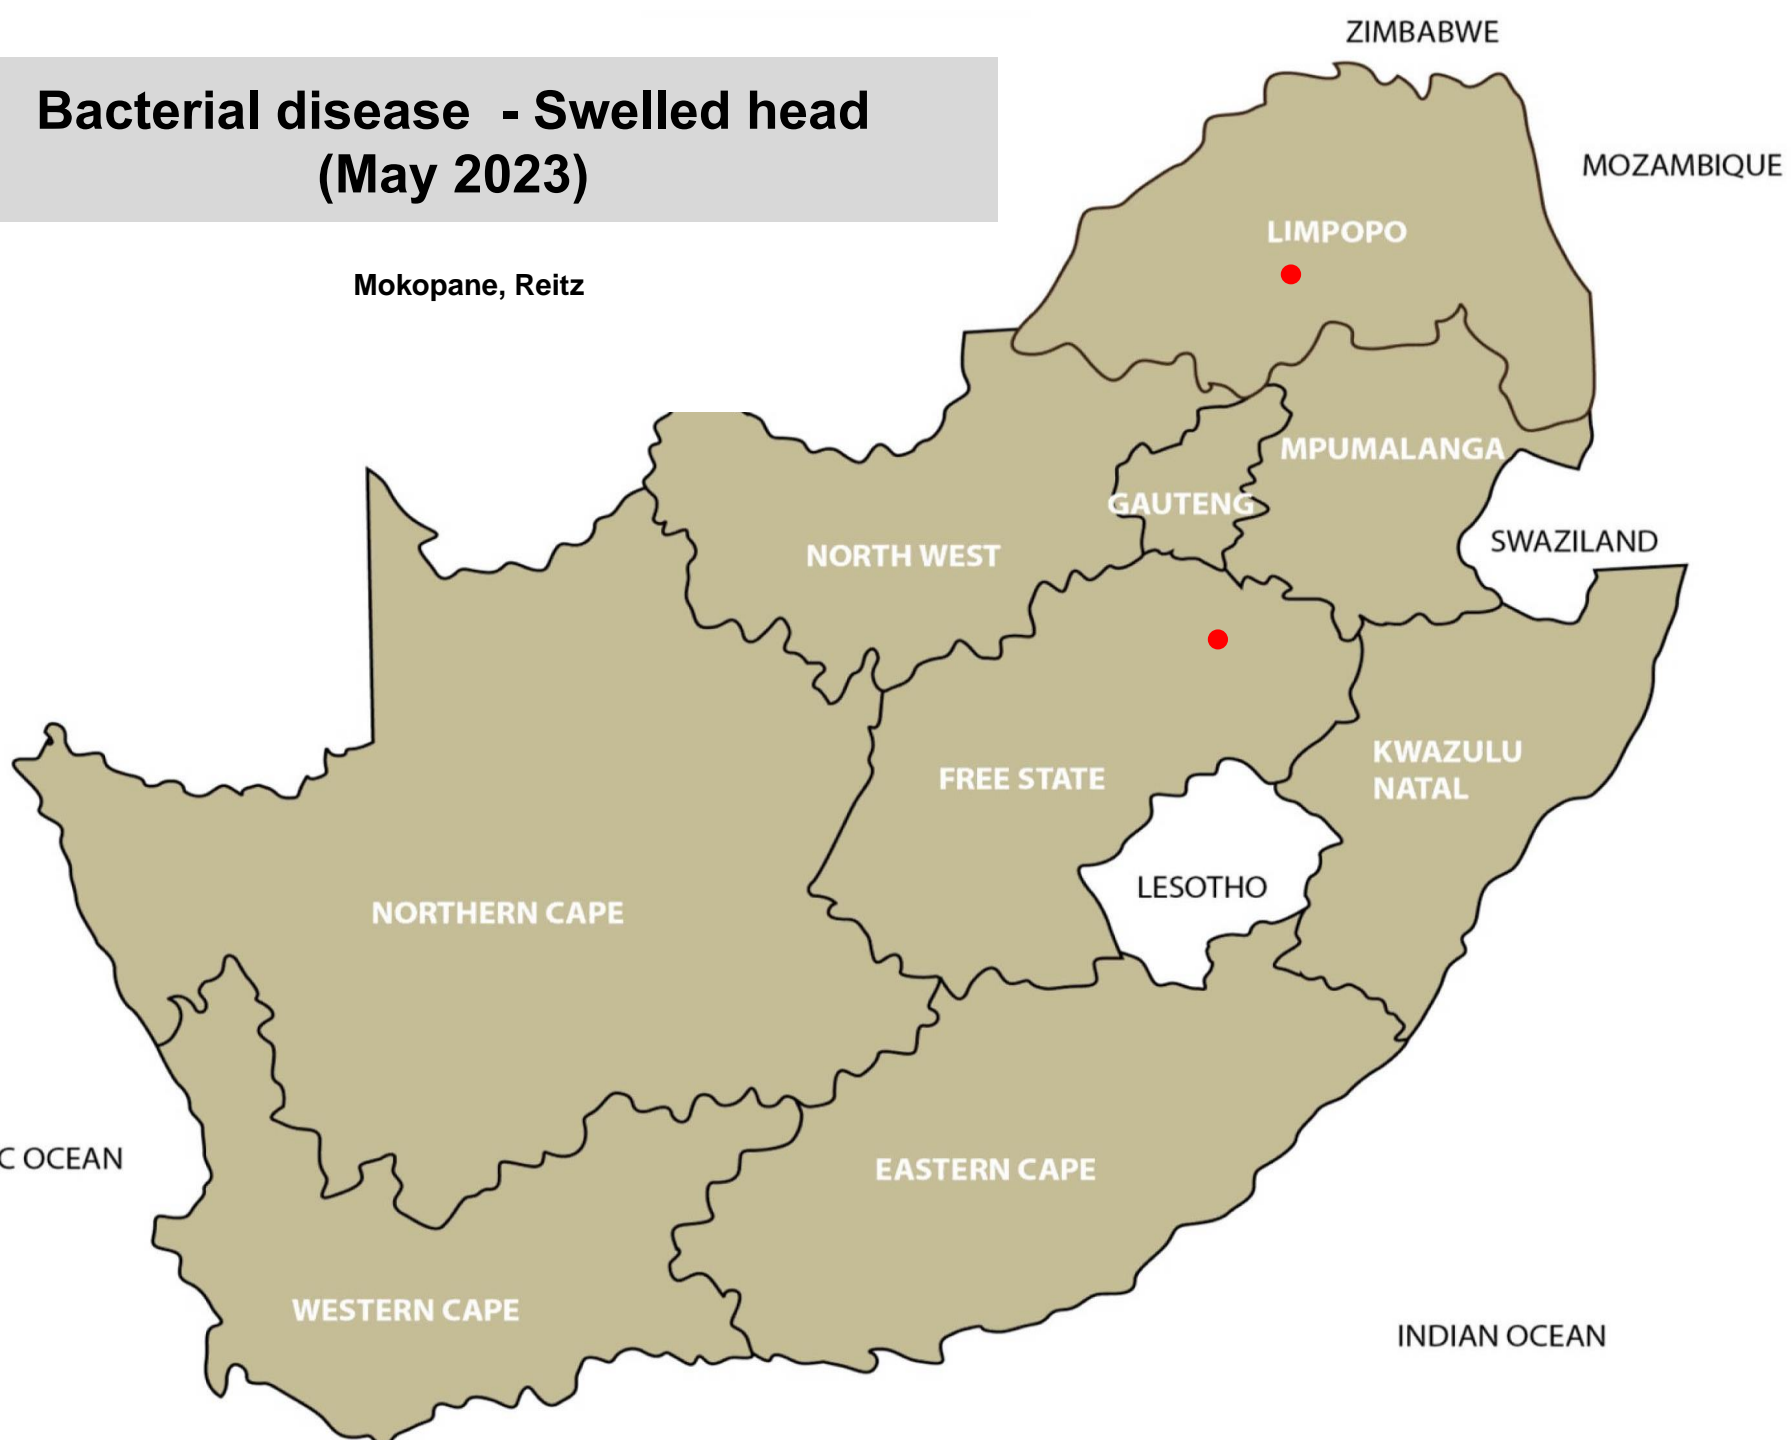 ZIMBABWE
Bacterial disease - Swelled head
(May 2023)
MOZAMBIQUE
LIMPOPO
Mokopane, Reitz
MPUMALANGA
GAUTENG
SWAZILAND
NORTH WEST
KWAZULU
NATAL
FREE STATE
LESOTHO
NORTHERN CAPE
C OCEAN
EASTERN CAPE
WESTERN CAPE
INDIAN OCEAN